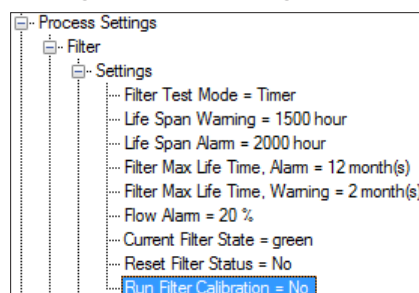 Process Settings
Filter
Settings
Filter Test Mode = Timer
Life Span Warning = 1500 hour
Life Span Alarm = 2000 hour
Filter Max Life Time, Alarm = 12 month(s)
Filter Max Life Time, Warning = 2 month(s)
Flow Alarm = 20 %
Current Filter State = green
Reset Filter Status = No
Run Filter Calibration = No